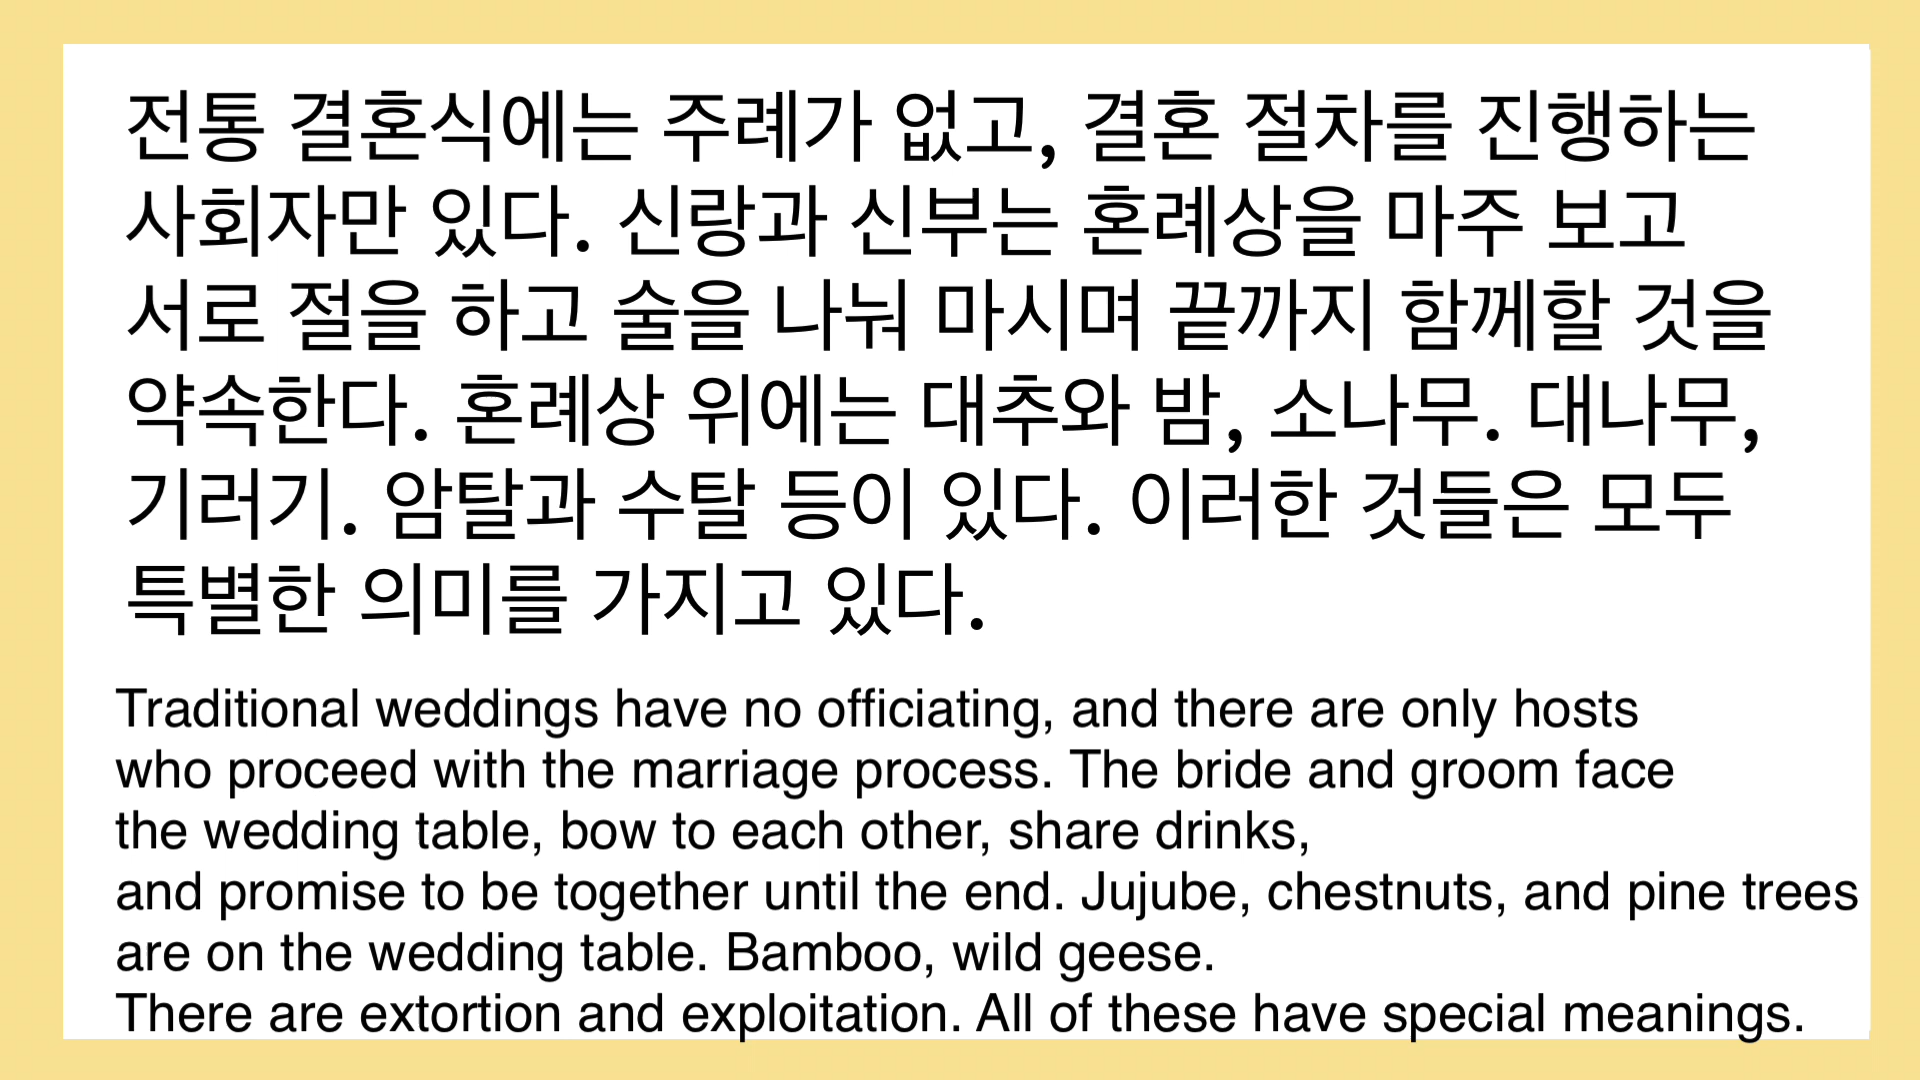 전통 결혼식에는 주례가 없고, 결혼 절차를 진행하는
사회자만 있다. 신랑과 신부는 혼례상을 마주 보고
서로 절을 하고 술을 나눠 마시며 끝까지 함께할 것을
약속한다. 혼례상 위에는 대추와 밤, 소나무. 대나무,
기러기. 암탈과 수탈 등이 있다. 이러한 것들은 모두
특별한 의미를 가지고 있다.
Traditional weddings have no officiating, and there are only hosts
who proceed with the marriage process. The bride and groom face
the wedding table, bow to each other, share drinks,
and promise to be together until the end. Jujube, chestnuts, and pine trees
are on the wedding table. Bamboo, wild geese.
There are extortion and exploitation. All of these have special meanings.